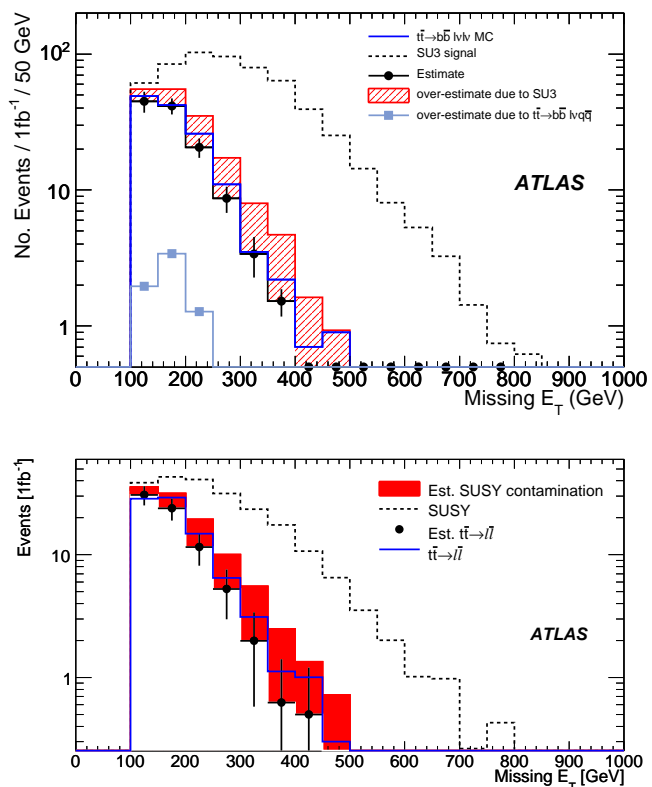 No. Events / 1fb⁻¹ / 50 GeV
10²
10
1
tt̄→bb̄ lνlν MC
SU3 signal
Estimate
over-estimate due to SU3
over-estimate due to tt̄→bb̄ lνqq̄
ATLAS
0 100 200 300 400 500 600 700 800 900 1000
Missing E_T (GeV)
Events [1fb⁻¹]
10
1
Est. SUSY contamination
SUSY
Est. tt̄→ll̄
tt̄→ll̄
ATLAS
0 100 200 300 400 500 600 700 800 900 1000
Missing E_T [GeV]